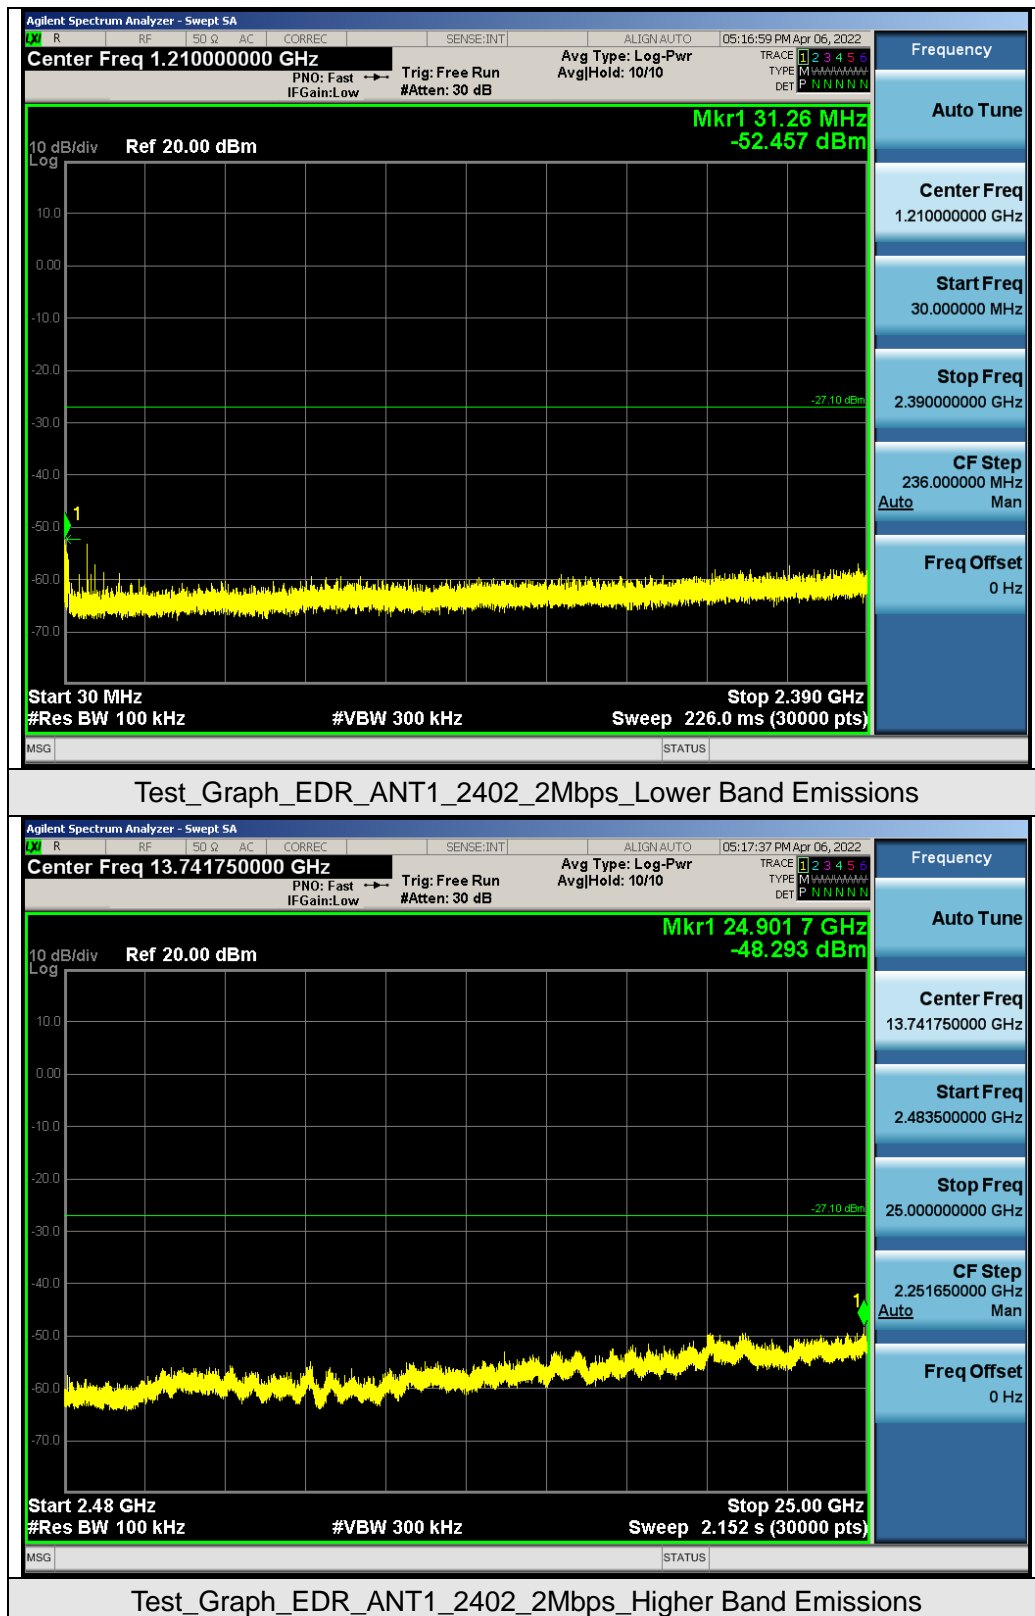 Agilent Spectrum Analyzer - Swept SA
LXI R RF 50 Ω AC CORREC SENSE:INT ALIGN AUTO 05:16:59 PM Apr 06, 2022
Center Freq 1.210000000 GHz
PNO: Fast
IFGain:Low
Trig: Free Run
#Atten: 30 dB
Avg Type: Log-Pwr
Avg|Hold: 10/10
TRACE 1 2 3 4 5 6
TYPE M
DET P N N N N N
Mkr1 31.26 MHz
-52.457 dBm
10 dB/div Ref 20.00 dBm
Log
10.0
0.00
-10.0
-20.0
-27.10 dBm
-30.0
-40.0
1
-50.0
-60.0
-70.0
Start 30 MHz Stop 2.390 GHz
#Res BW 100 kHz #VBW 300 kHz Sweep 226.0 ms (30000 pts)
MSG STATUS
Frequency
Auto Tune
Center Freq
1.210000000 GHz
Start Freq
30.000000 MHz
Stop Freq
2.390000000 GHz
CF Step
236.000000 MHz
Auto Man
Freq Offset
0 Hz
Test_Graph_EDR_ANT1_2402_2Mbps_Lower Band Emissions
Agilent Spectrum Analyzer - Swept SA
LXI R RF 50 Ω AC CORREC SENSE:INT ALIGN AUTO 05:17:37 PM Apr 06, 2022
Center Freq 13.741750000 GHz
PNO: Fast
IFGain:Low
Trig: Free Run
#Atten: 30 dB
Avg Type: Log-Pwr
Avg|Hold: 10/10
TRACE 1 2 3 4 5 6
TYPE M
DET P N N N N N
Mkr1 24.901 7 GHz
-48.293 dBm
10 dB/div Ref 20.00 dBm
Log
10.0
0.00
-10.0
-20.0
-27.10 dBm
-30.0
-40.0
1
-50.0
-60.0
-70.0
Start 2.48 GHz Stop 25.00 GHz
#Res BW 100 kHz #VBW 300 kHz Sweep 2.152 s (30000 pts)
MSG STATUS
Frequency
Auto Tune
Center Freq
13.741750000 GHz
Start Freq
2.483500000 GHz
Stop Freq
25.000000000 GHz
CF Step
2.251650000 GHz
Auto Man
Freq Offset
0 Hz
Test_Graph_EDR_ANT1_2402_2Mbps_Higher Band Emissions